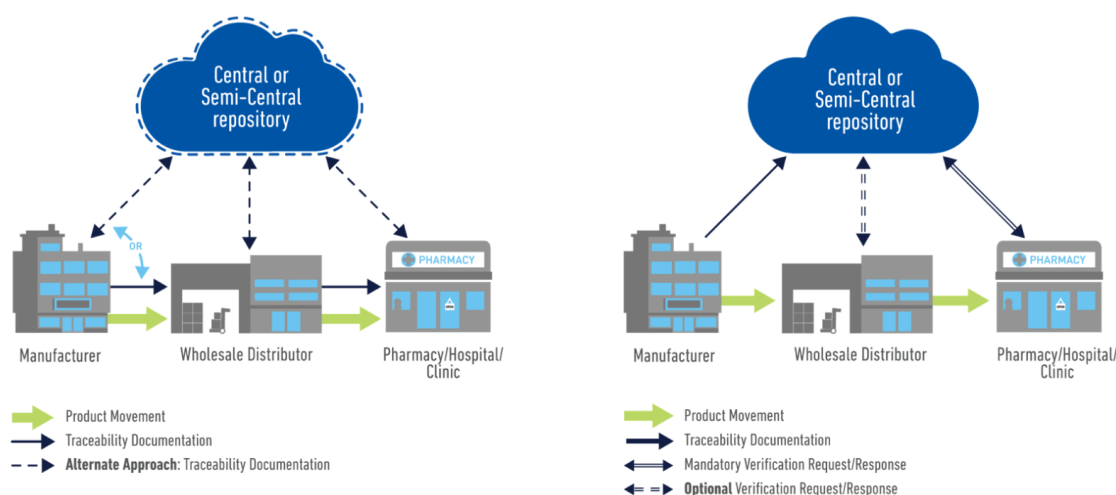 Central or
Semi-Central
repository
OR
PHARMACY
Manufacturer
Wholesale Distributor
Pharmacy/Hospital/
Clinic
Product Movement
Traceability Documentation
Alternate Approach: Traceability Documentation
Central or
Semi-Central
repository
PHARMACY
Manufacturer
Wholesale Distributor
Pharmacy/Hospital/
Clinic
Product Movement
Traceability Documentation
Mandatory Verification Request/Response
Optional Verification Request/Response